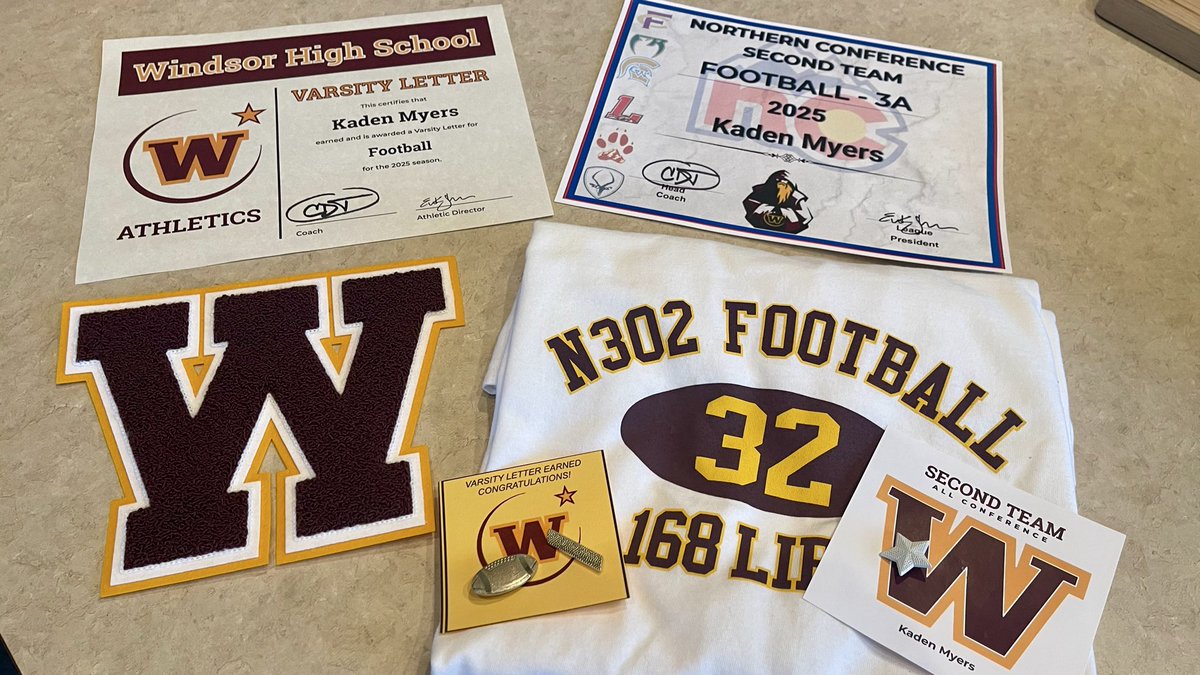 Windsor High School
VARSITY LETTER
This certifies that
Kaden Myers
earned and is awarded a Varsity Letter for
Football
for the 2025 season.
W
ATHLETICS
Coach
Athletic Director
NORTHERN CONFERENCE
SECOND TEAM
FOOTBALL - 3A
2025
Kaden Myers
Head
Coach
League
President
F
L
nc
W
W
N302 FOOTBALL
32
168
VARSITY LETTER EARNED
CONGRATULATIONS!
W
SECOND TEAM
ALL CONFERENCE
W
Kaden Myers